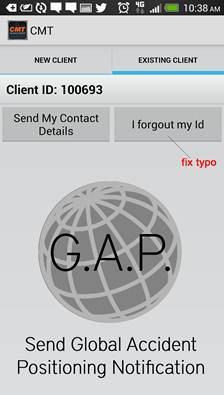 4G 10:38 AM
CMT CMT
NEW CLIENT EXISTING CLIENT
Client ID: 100693
Send My Contact
Details
I forgout my Id
fix typo
G.A.P.
Send Global Accident
Positioning Notification